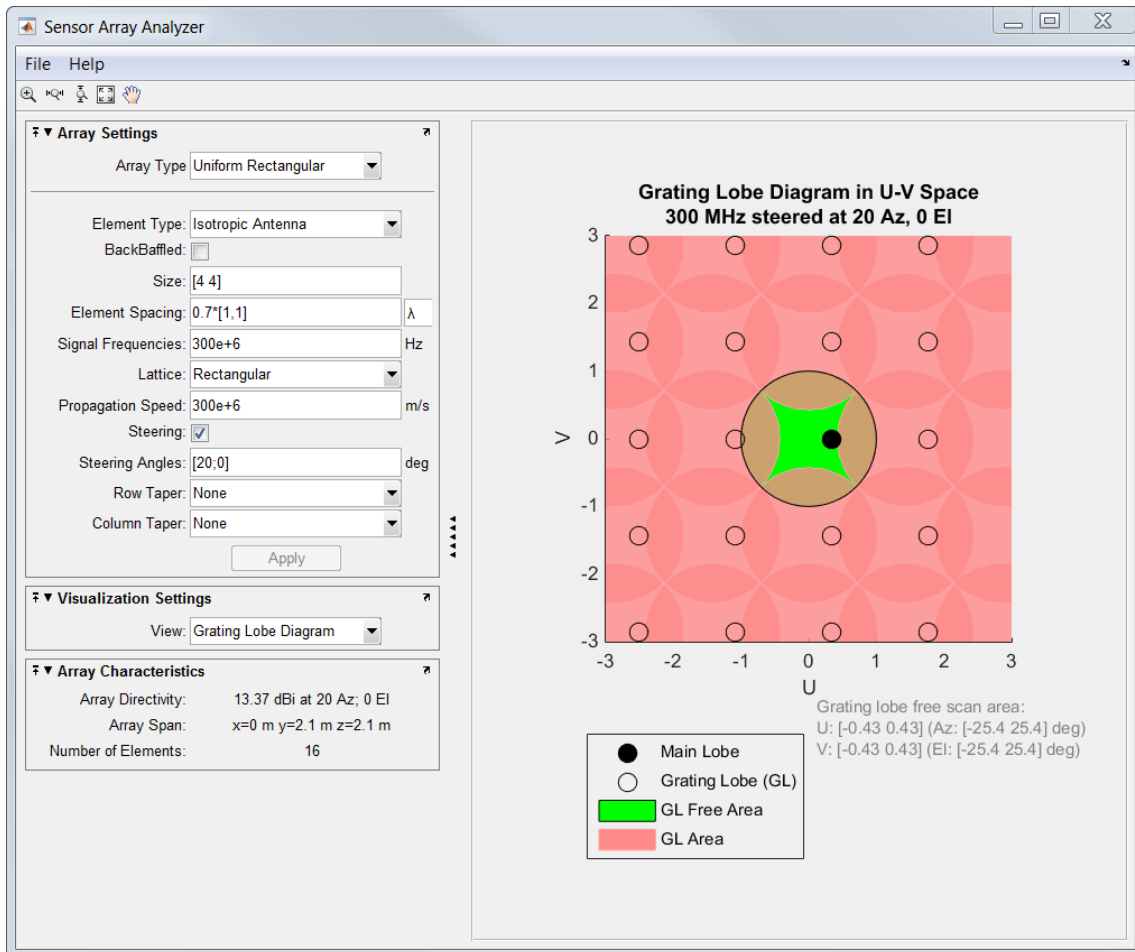 Sensor Array Analyzer
File Help
Array Settings
Array Type Uniform Rectangular
Element Type: Isotropic Antenna
BackBaffled:
Size: [4 4]
Element Spacing: 0.7*[1,1] λ
Signal Frequencies: 300e+6 Hz
Lattice: Rectangular
Propagation Speed: 300e+6 m/s
Steering:
Steering Angles: [20;0] deg
Row Taper: None
Column Taper: None
Apply
Visualization Settings
View: Grating Lobe Diagram
Array Characteristics
Array Directivity: 13.37 dBi at 20 Az; 0 El
Array Span: x=0 m y=2.1 m z=2.1 m
Number of Elements: 16
Grating Lobe Diagram in U-V Space
300 MHz steered at 20 Az, 0 El
3
2
1
0
-1
-2
-3
V
-3 -2 -1 0 1 2 3
U
Grating lobe free scan area:
U: [-0.43 0.43] (Az: [-25.4 25.4] deg)
V: [-0.43 0.43] (El: [-25.4 25.4] deg)
Main Lobe
Grating Lobe (GL)
GL Free Area
GL Area